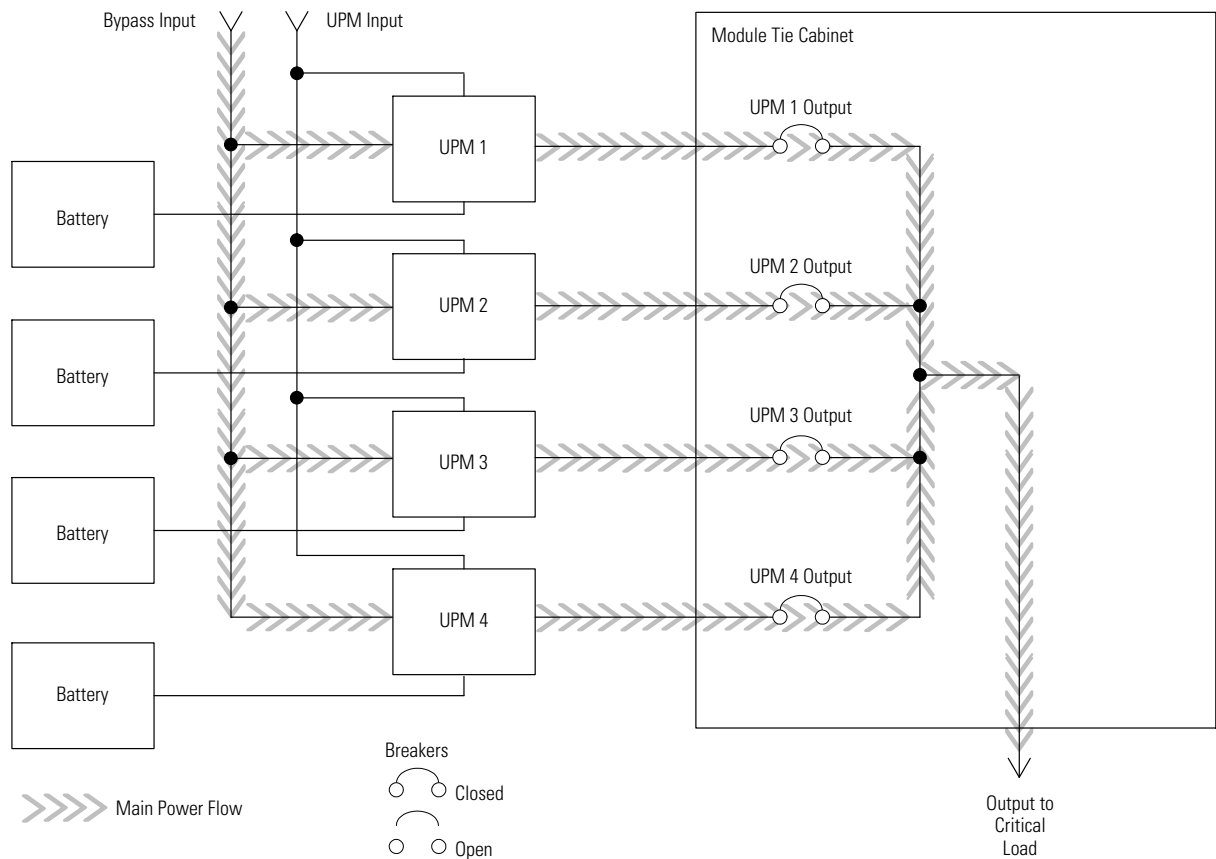 Bypass Input
UPM Input
Module Tie Cabinet
UPM 1 Output
UPM 1
Battery
UPM 2 Output
UPM 2
Battery
UPM 3 Output
UPM 3
Battery
UPM 4 Output
UPM 4
Battery
Breakers
Closed
Main Power Flow
Open
Output to
Critical
Load